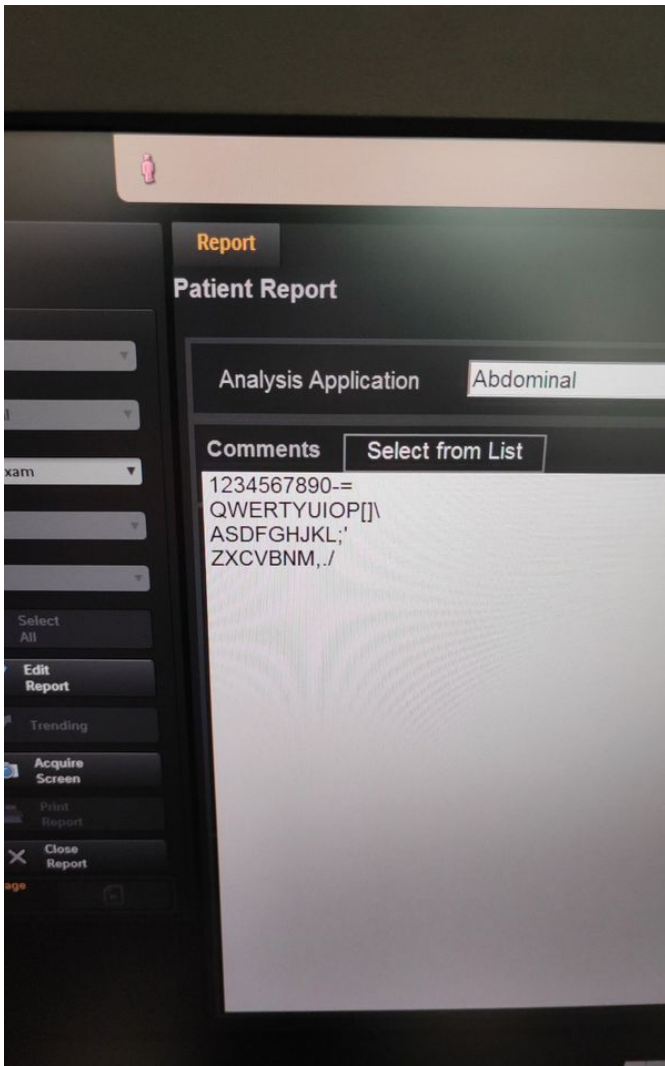 Report
Patient Report
Analysis Application
Abdominal
Comments
Select from List
1234567890-=
QWERTYUIOP[]\
ASDFGHJKL;'
ZXCVBNM,./
xam
Select
All
Edit
Report
Trending
Acquire
Screen
Print
Report
Close
Report
age